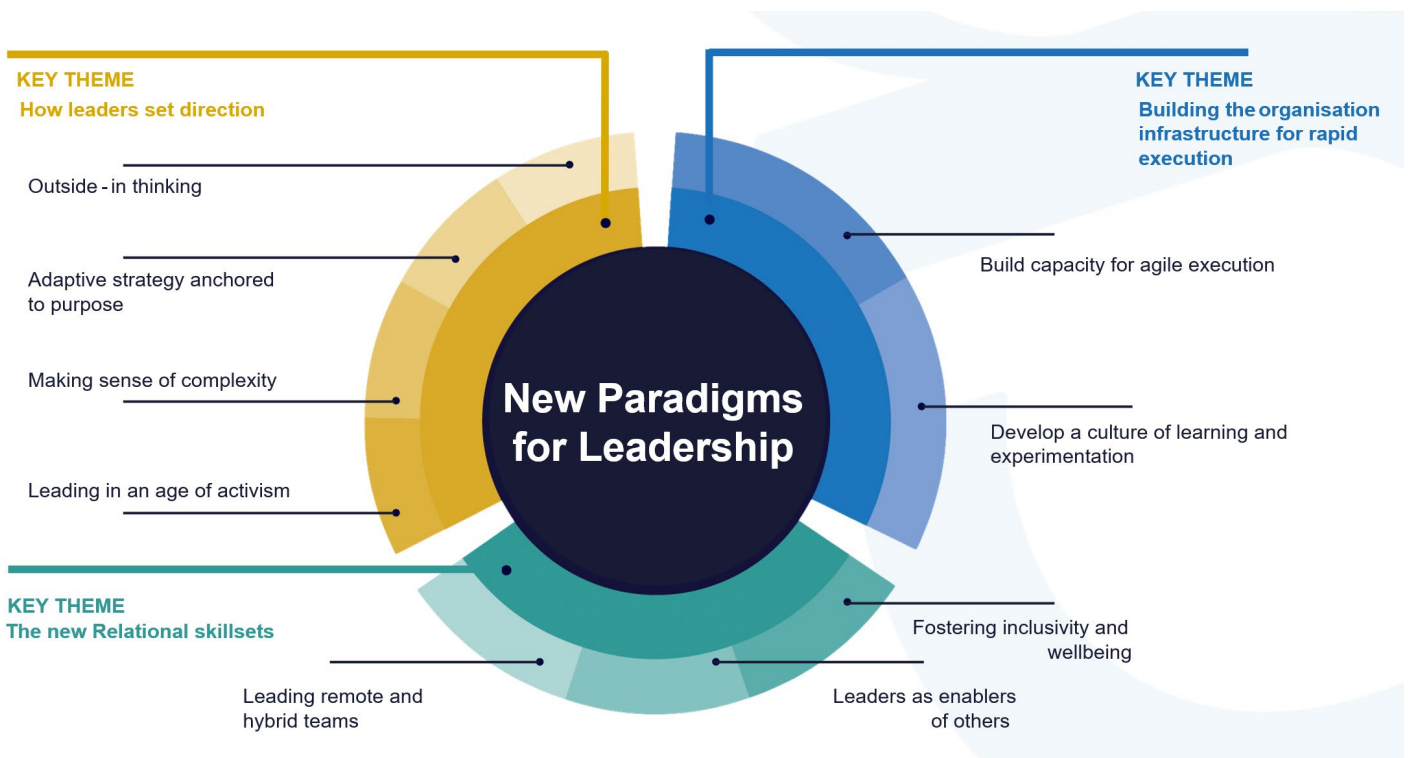 KEY THEME
How leaders set direction
Outside - in thinking
Adaptive strategy anchored
to purpose
Making sense of complexity
Leading in an age of activism
KEY THEME
The new Relational skillsets
Leading remote and
hybrid teams
Leaders as enablers
of others
Fostering inclusivity and
wellbeing
New Paradigms
for Leadership
KEY THEME
Building the organisation
infrastructure for rapid
execution
Build capacity for agile execution
Develop a culture of learning and
experimentation